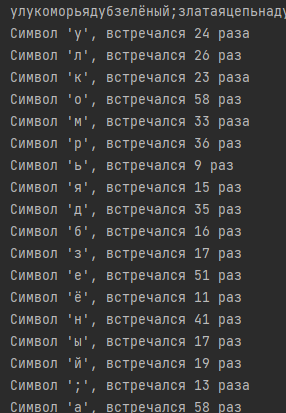 улукоморьядубзелёный;златаяцепьнаду
Символ 'у', встречался 24 раза
Символ 'л', встречался 26 раз
Символ 'к', встречался 23 раза
Символ 'о', встречался 58 раз
Символ 'м', встречался 33 раза
Символ 'р', встречался 36 раз
Символ 'ь', встречался 9 раз
Символ 'я', встречался 15 раз
Символ 'д', встречался 35 раз
Символ 'б', встречался 16 раз
Символ 'з', встречался 17 раз
Символ 'е', встречался 51 раз
Символ 'ё', встречался 11 раз
Символ 'н', встречался 41 раз
Символ 'ы', встречался 17 раз
Символ 'й', встречался 19 раз
Символ ';', встречался 13 раза
Символ 'а', встречался 58 раз